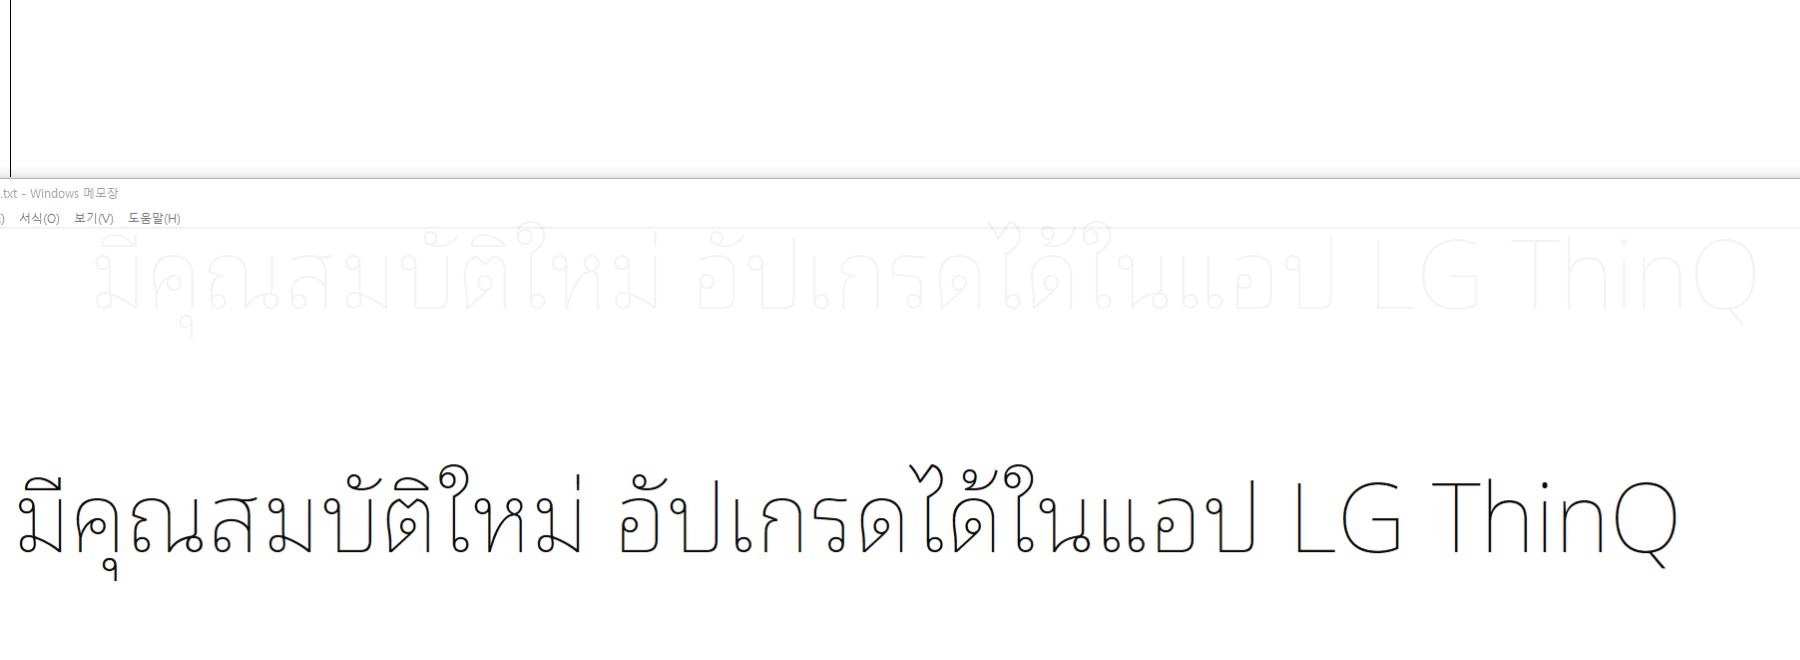 .txt - Windows 메모장
) 서식(O) 보기(V) 도움말(H)
มีคุณสมบัติใหม่ อัปเกรดได้ในแอป LG ThinQ
มีคุณสมบัติใหม่ อัปเกรดได้ในแอป LG ThinQ